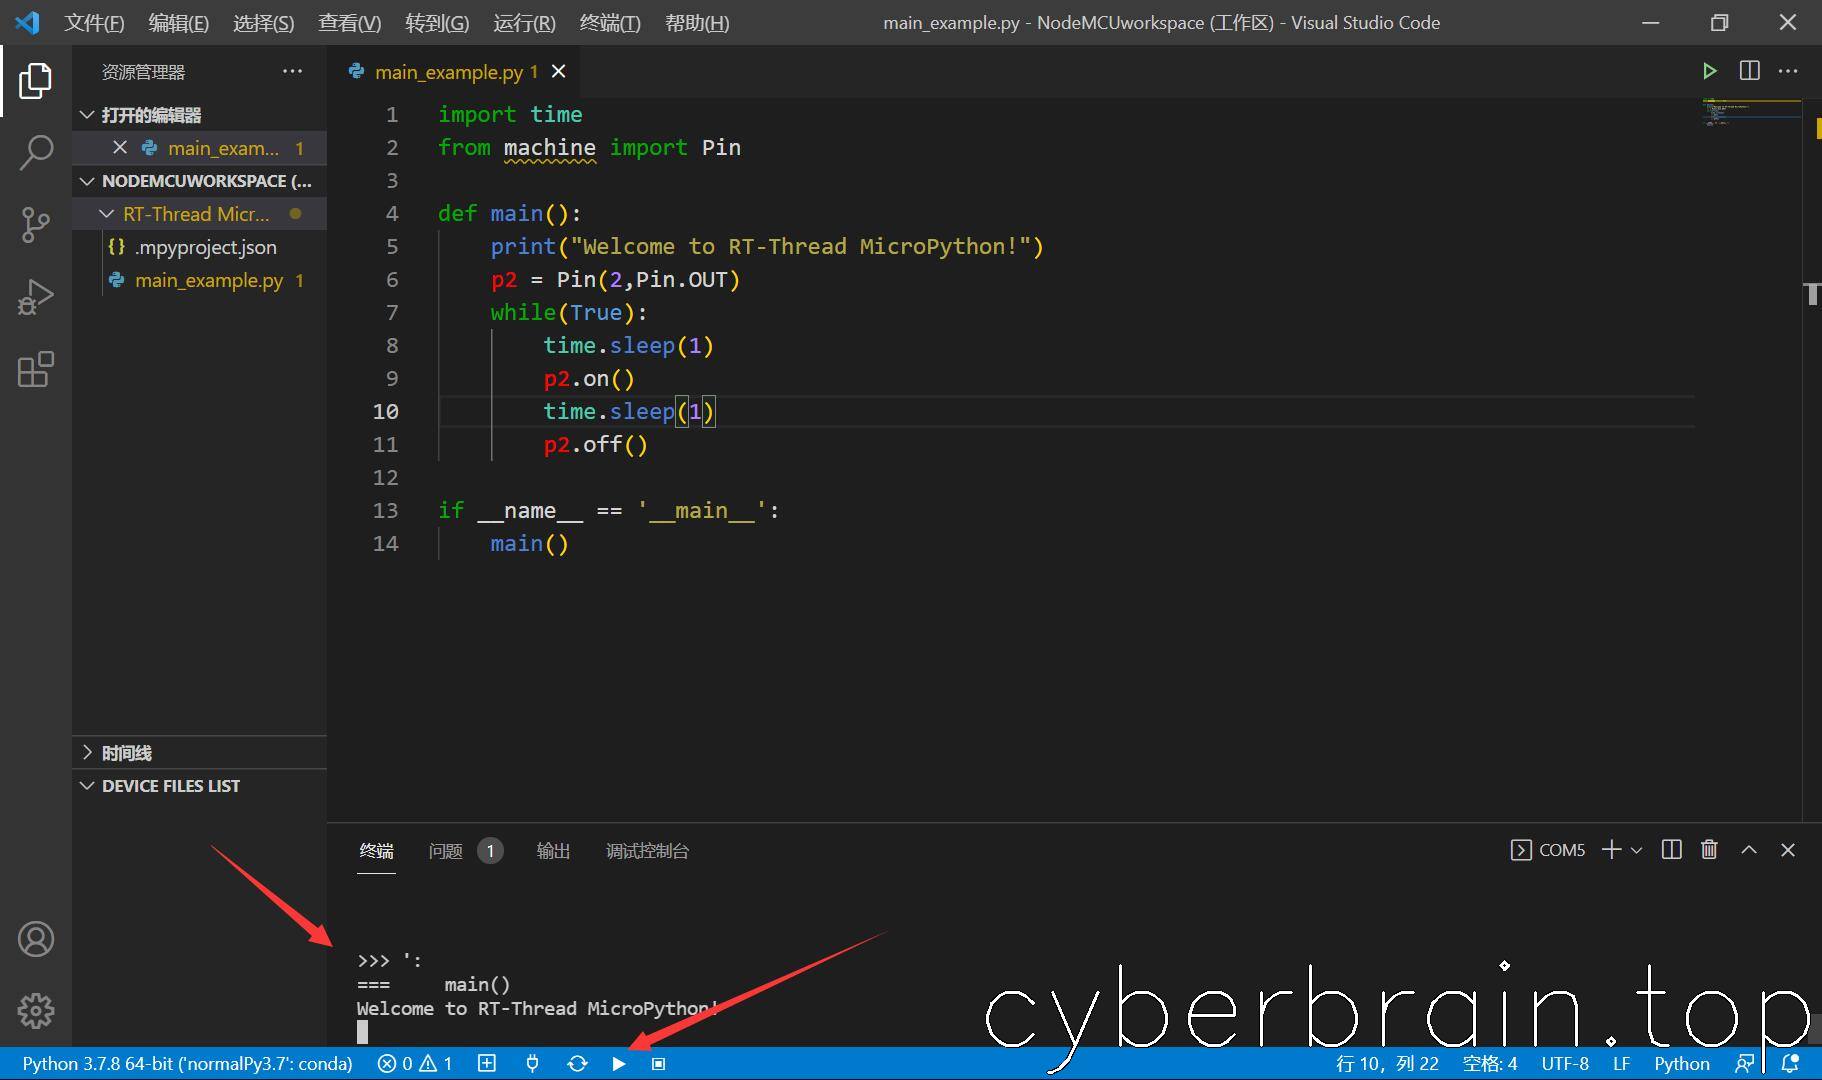 文件(F) 编辑(E) 选择(S) 查看(V) 转到(G) 运行(R) 终端(T) 帮助(H) main_example.py - NodeMCUworkspace (工作区) - Visual Studio Code
资源管理器
打开的编辑器
main_exam... 1
NODEMCUWORKSPACE (...
RT-Thread Micr...
{} .mpyproject.json
main_example.py 1
时间线
DEVICE FILES LIST
main_example.py 1
1 import time
2 from machine import Pin
3
4 def main():
5     print("Welcome to RT-Thread MicroPython!")
6     p2 = Pin(2,Pin.OUT)
7     while(True):
8         time.sleep(1)
9         p2.on()
10         time.sleep(1)
11         p2.off()
12
13 if __name__ == '__main__':
14     main()
终端 问题 1 输出 调试控制台 COM5
>>> ':
===     main()
Welcome to RT-Thread MicroPython!
cyberbrain.top
Python 3.7.8 64-bit ('normalPy3.7': conda) 0 1 行 10，列 22 空格: 4 UTF-8 LF Python